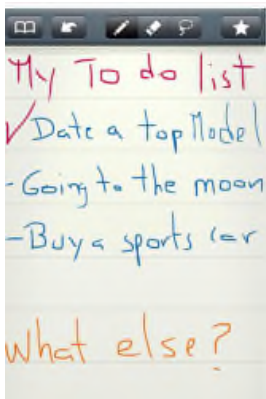 My To do list
✓Date a top Model
-Going to the moon
-Buy a sports car
What else?